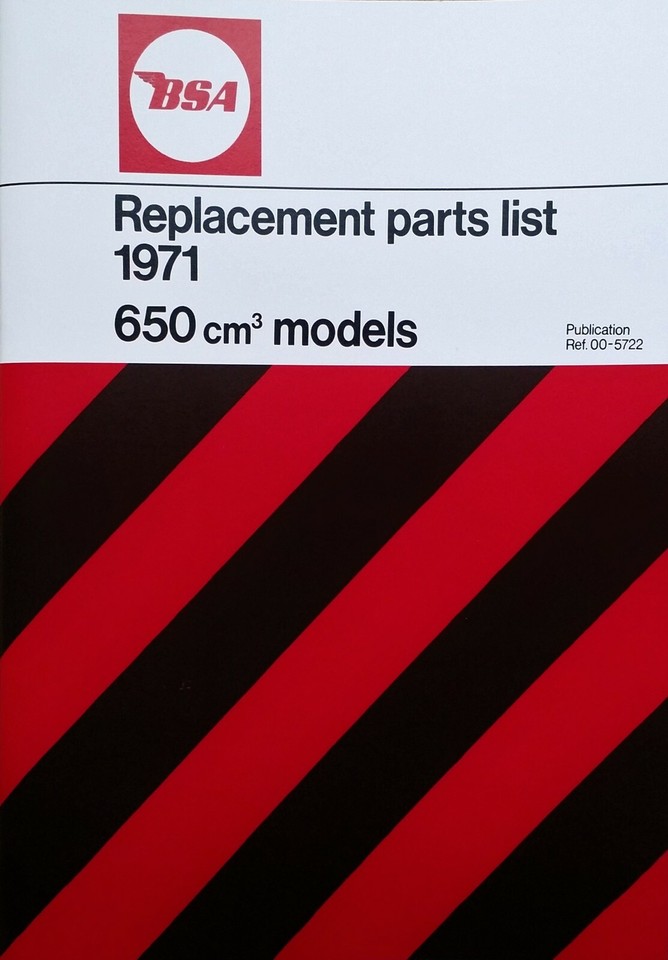 BSA
Replacement parts list
1971
650 cm³ models
Publication
Ref. 00-5722